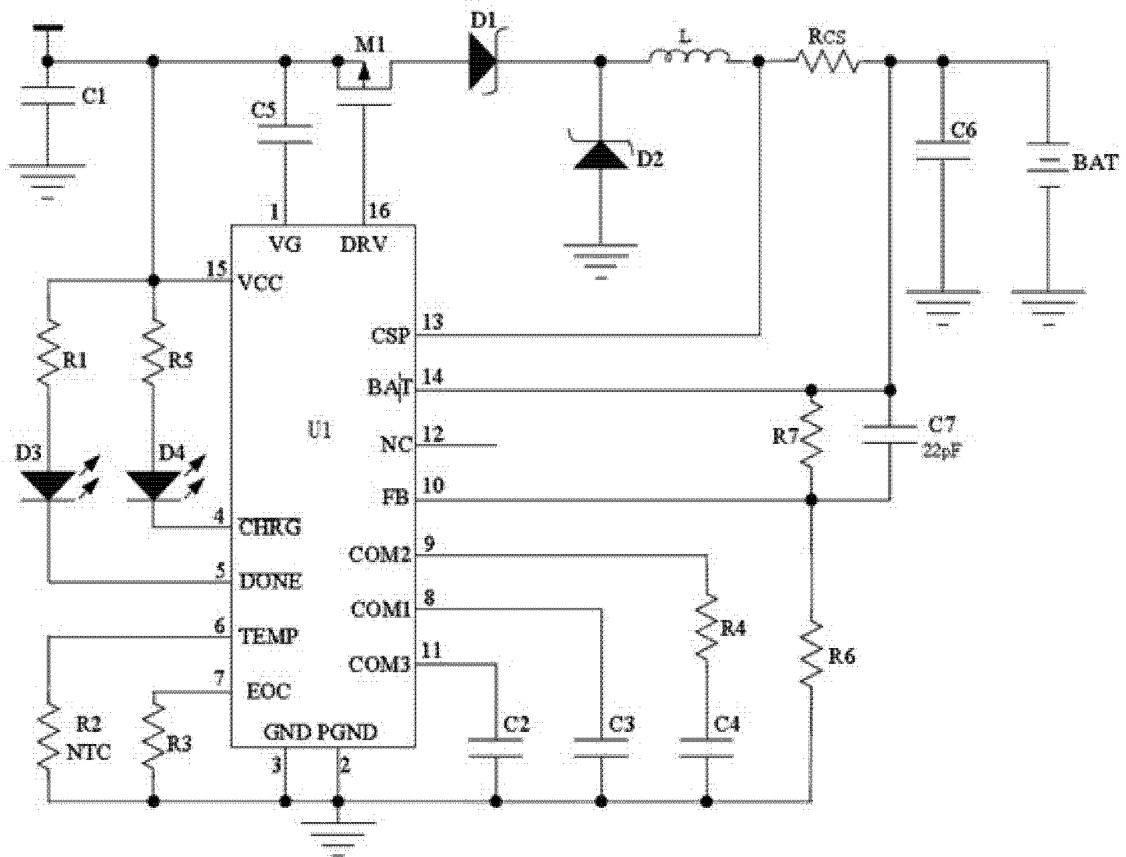 D1
M1
L
RCS
C1
C5
C6
D2
BAT
1
16
VG
DRV
15
VCC
13
CSP
R1
R5
14
BAT
U1
R7
C7
22pF
12
NC
D3
D4
10
FB
4
CHRG
9
COM2
5
DONE
8
COM1
R4
6
TEMP
R6
11
COM3
7
EOC
R2
NTC
R3
C2
C3
C4
GND PGND
3
2